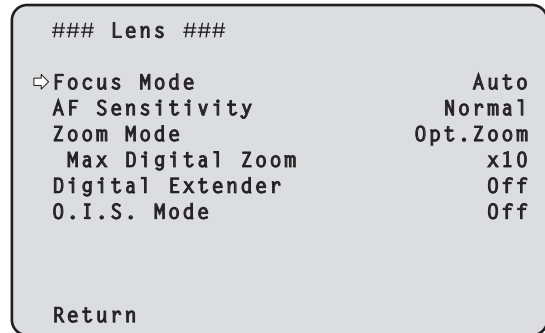 ### Lens ###
⇨Focus Mode Auto
AF Sensitivity Normal
Zoom Mode Opt.Zoom
Max Digital Zoom x10
Digital Extender Off
O.I.S. Mode Off
Return